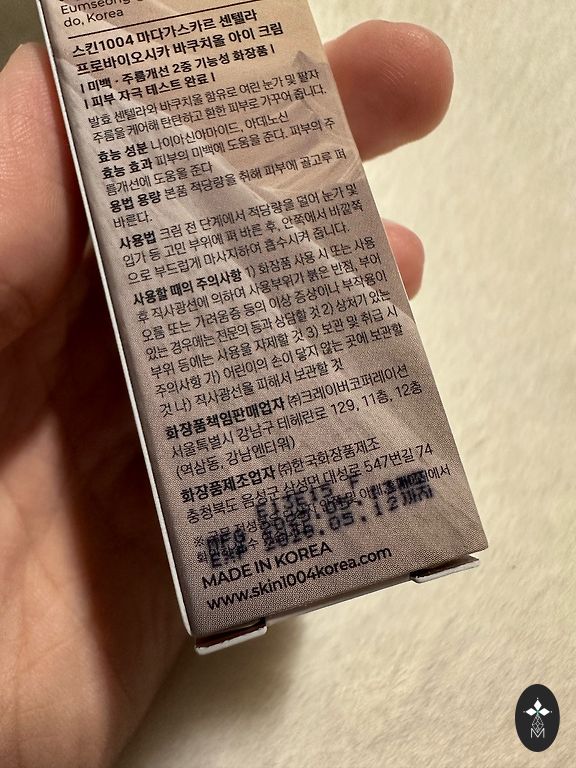 Eumseong
do, Korea
스킨1004 마다가스카르 센텔라
프로바이오시카 바쿠치올 아이 크림
| 미백·주름개선 2중 기능성 화장품 |
| 피부 자극 테스트 완료 |
발효 센텔라와 바쿠치올 함유로 여린 눈가 및 팔자
주름을 케어해 탄탄하고 환한 피부로 가꾸어 줍니다.
효능 성분 나이아신아마이드, 아데노신
효능 효과 피부의 미백에 도움을 준다. 피부의 주
름개선에 도움을 준다
용법 용량 본품 적당량을 취해 피부에 골고루 펴
바른다.
사용법 크림 전 단계에서 적당량을 덜어 눈가 및
입가 등 고민 부위에 펴 바른 후, 안쪽에서 바깥쪽
으로 부드럽게 마사지하여 흡수시켜 줍니다.
사용할 때의 주의사항 1) 화장품 사용 시 또는 사용
후 직사광선에 의하여 사용부위가 붉은 반점, 부어
오름 또는 가려움증 등의 이상 증상이나 부작용이
있는 경우에는 전문의 등과 상담할 것 2) 상처가 있는
부위 등에는 사용을 자제할 것 3) 보관 및 취급 시
주의사항 가) 어린이의 손이 닿지 않는 곳에 보관할
것 나) 직사광선을 피해서 보관할 것
화장품책임판매업자 ㈜크레이버코퍼레이션
서울특별시 강남구 테헤란로 129, 11층, 12층
(역삼동, 강남엔타워)
화장품제조업자 ㈜한국화장품제조
충청북도 음성군 삼성면 대성로 547번길 74
EXP 2026.05.12까지
MADE IN KOREA
www.skin1004korea.com
M